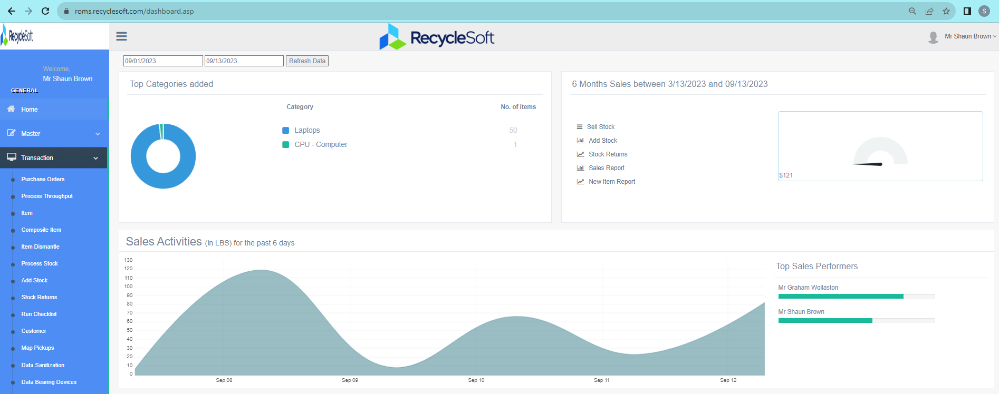 roms.recyclesoft.com/dashboard.asp
S
RecycleSoft
RecycleSoft
Mr Shaun Brown
Welcome,
Mr Shaun Brown
GENERAL
Home
Master
Transaction
Purchase Orders
Process Throughput
Item
Composite Item
Item Dismantle
Process Stock
Add Stock
Stock Returns
Run Checklist
Customer
Map Pickups
Data Sanitization
Data Bearing Devices
09/01/2023 09/13/2023 Refresh Data
Top Categories added
Category No. of items
Laptops 50
CPU - Computer 1
6 Months Sales between 3/13/2023 and 09/13/2023
Sell Stock
Add Stock
Stock Returns
Sales Report
New Item Report
$121
Sales Activities (in LBS) for the past 6 days
130
120
110
100
90
80
70
60
50
40
30
20
10
0
Sep 08 Sep 09 Sep 10 Sep 11 Sep 12
Top Sales Performers
Mr Graham Wollaston
Mr Shaun Brown